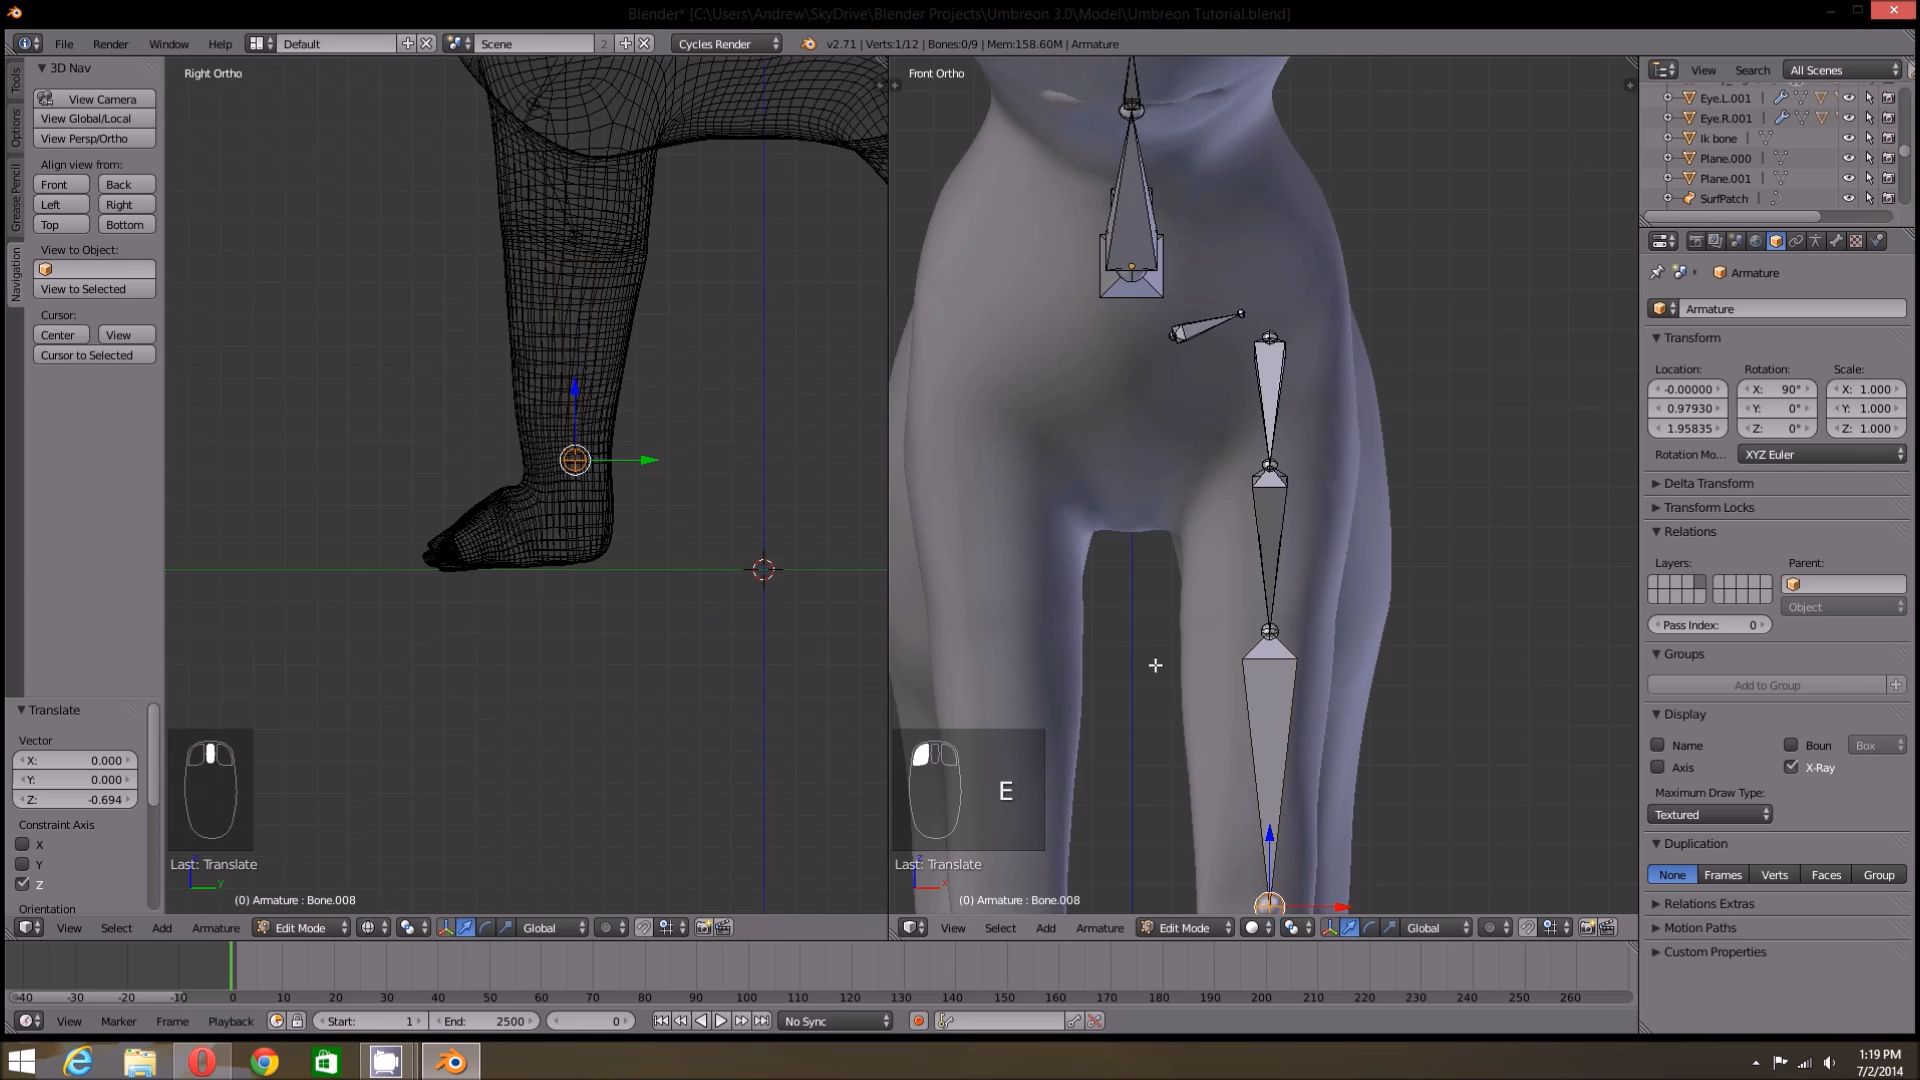 Blender* [C:\Users\Andrew\SkyDrive\Blender Projects\Umbreon 3.0\Model\Umbreon Tutorial.blend]
File Render Window Help Default Scene 2 Cycles Render v2.71 | Verts:1/12 | Bones:0/9 | Mem:158.60M | Armature
3D Nav
View Camera
View Global/Local
View Persp/Ortho
Align view from:
Front Back
Left Right
Top Bottom
View to Object:
View to Selected
Cursor:
Center View
Cursor to Selected
Tools
Options
Grease Pencil
Navigation
Translate
Vector
X: 0.000
Y: 0.000
Z: -0.694
Constraint Axis
X
Y
Z
Orientation
Right Ortho
Last: Translate
y
(0) Armature : Bone.008
View Select Add Armature Edit Mode Global
Front Ortho
E
Last: Translate
z
x
(0) Armature : Bone.008
View Select Add Armature Edit Mode Global
View Search All Scenes
Eye.L.001
Eye.R.001
Ik bone
Plane.000
Plane.001
SurfPatch
Armature
Armature
Transform
Location: Rotation: Scale:
-0.00000 X: 90° X: 1.000
0.97930 Y: 0° Y: 1.000
1.95835 Z: 0° Z: 1.000
Rotation Mo... XYZ Euler
Delta Transform
Transform Locks
Relations
Layers: Parent:
Object
Pass Index: 0
Groups
Add to Group
Display
Name Boun Box
Axis X-Ray
Maximum Draw Type:
Textured
Duplication
None Frames Verts Faces Group
Relations Extras
Motion Paths
Custom Properties
-40 -30 -20 -10 0 10 20 30 40 50 60 70 80 90 100 110 120 130 140 150 160 170 180 190 200 210 220 230 240 250 260
View Marker Frame Playback Start: 1 End: 2500 0 No Sync
1:19 PM
7/2/2014